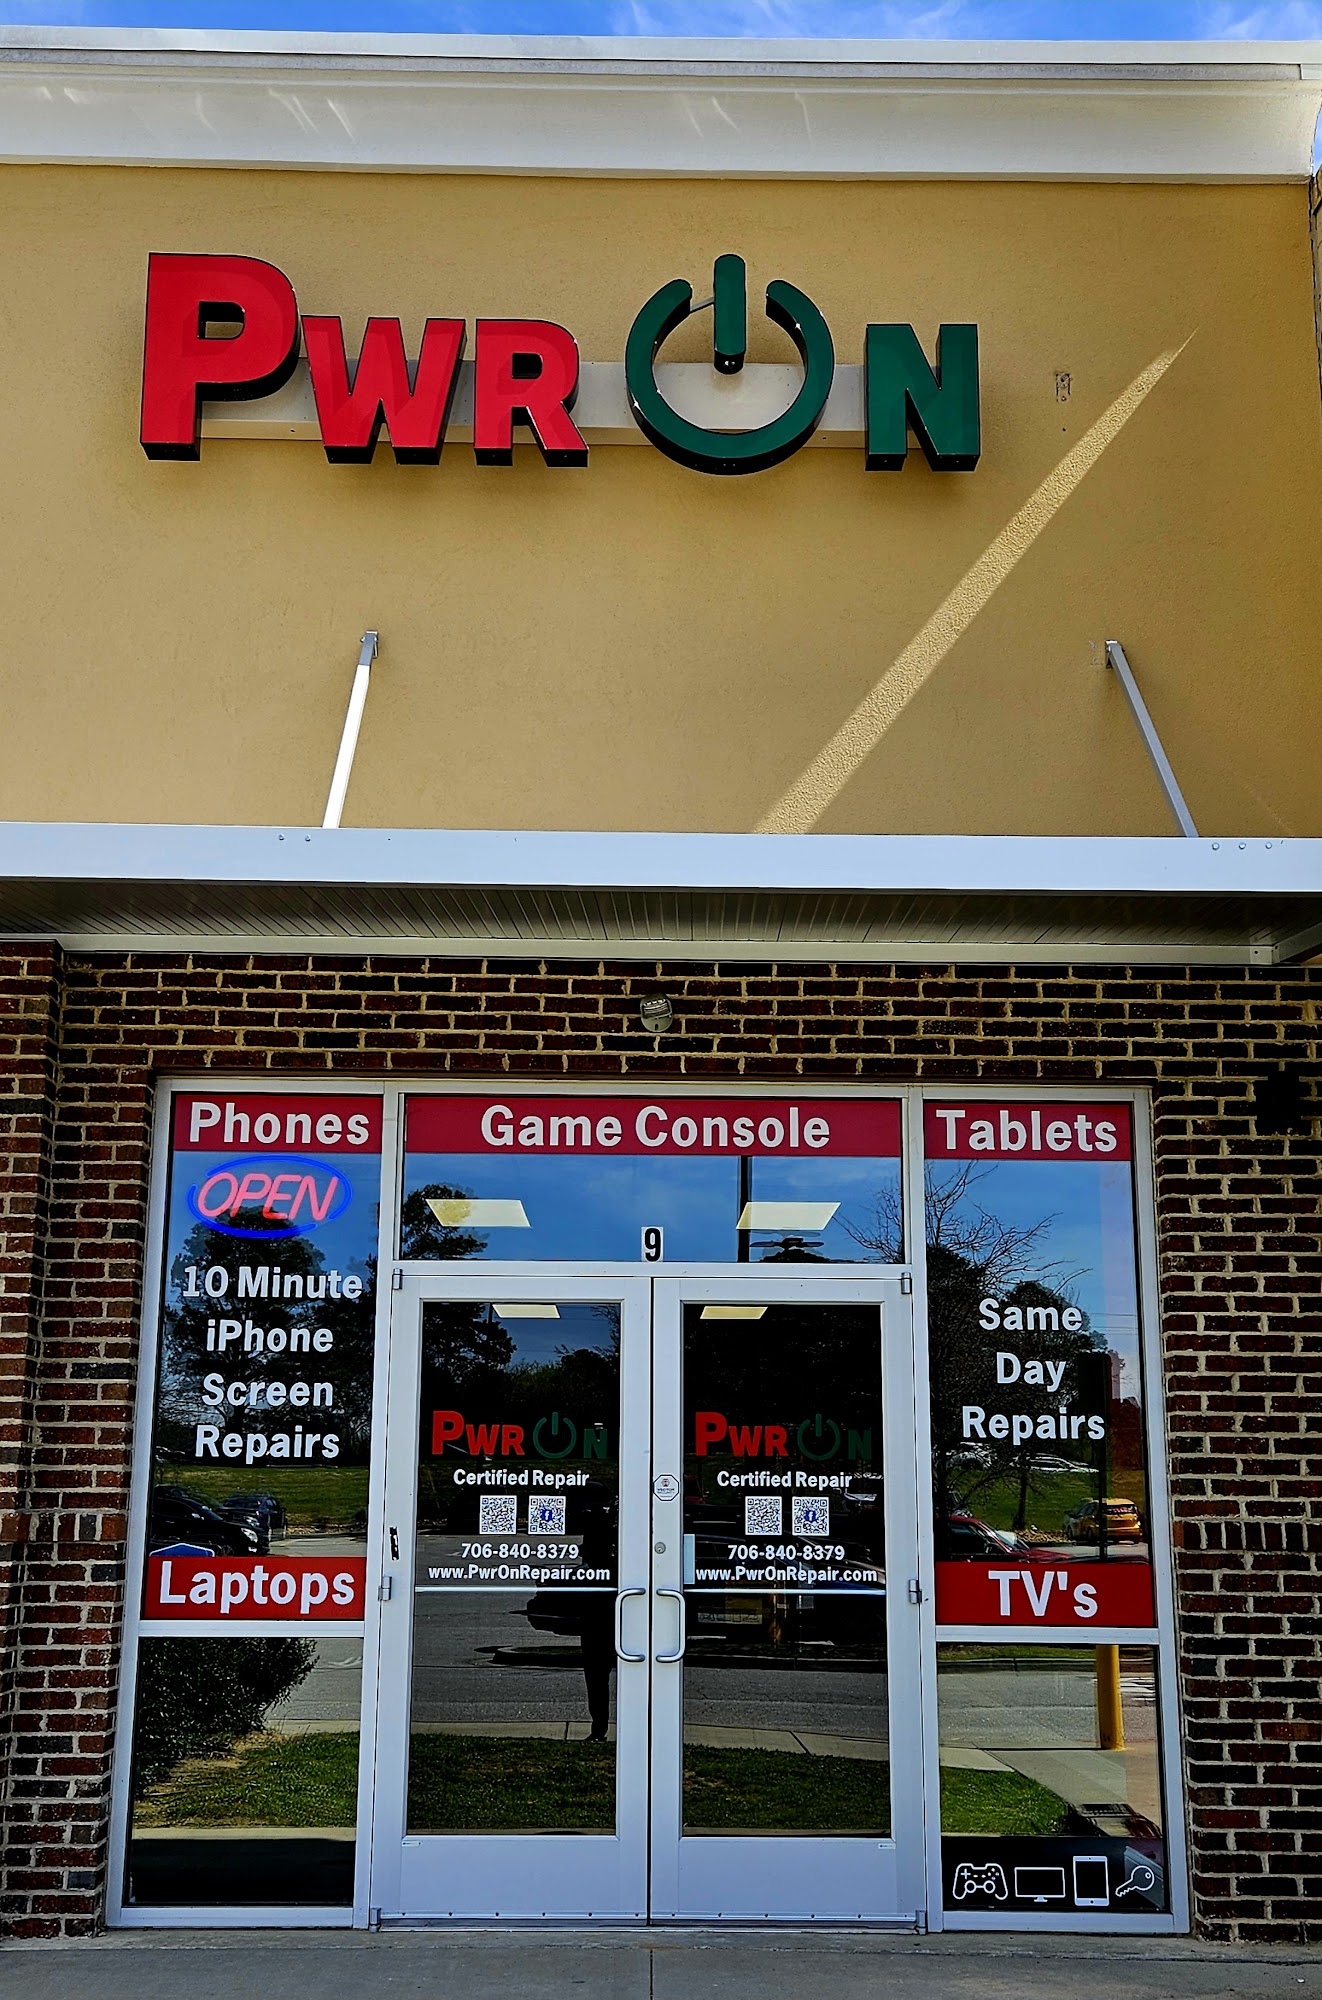 PWR ON
Phones
Game Console
Tablets
OPEN
9
10 Minute
iPhone
Screen
Repairs
Same
Day
Repairs
PWR ON
Certified Repair
706-840-8379
www.PwrOnRepair.com
PWR ON
Certified Repair
706-840-8379
www.PwrOnRepair.com
Laptops
TV's